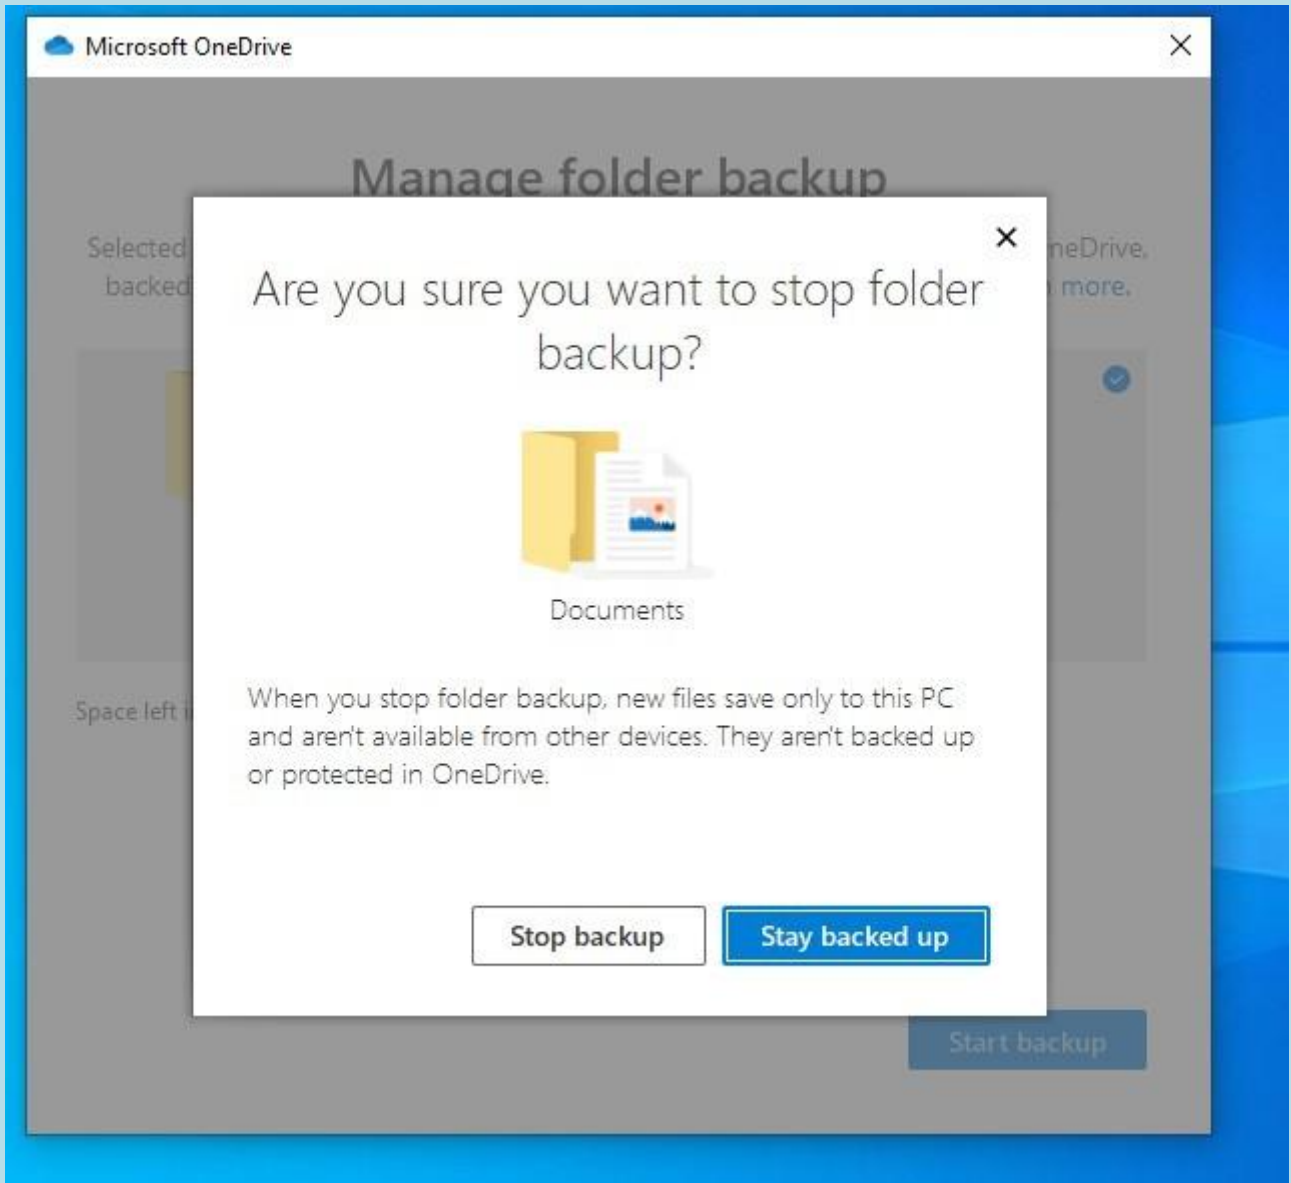 Microsoft OneDrive
Manage folder backup
Selected
neDrive,
backed
more.
Are you sure you want to stop folder
backup?
Documents
When you stop folder backup, new files save only to this PC
and aren't available from other devices. They aren't backed up
or protected in OneDrive.
Space left
Stop backup
Stay backed up
Start backup